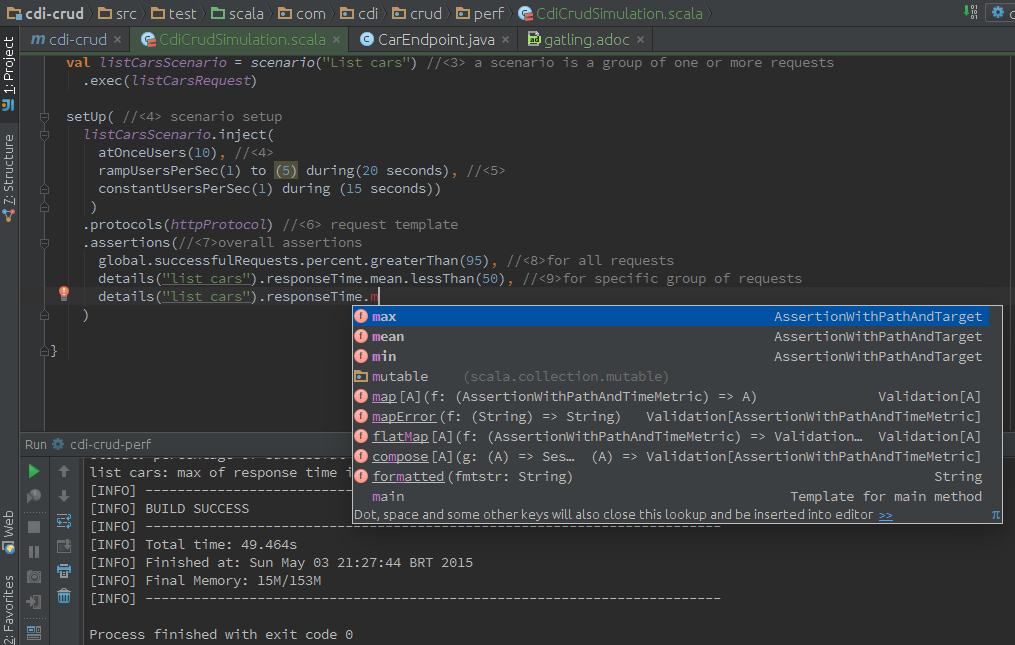 cdi-crud src test scala com cdi crud perf CdiCrudSimulation.scala
m cdi-crud × CdiCrudSimulation.scala × CarEndpoint.java × gatling.adoc ×
1: Project
7: Structure
Web
2: Favorites
val listCarsScenario = scenario("List cars") //<3> a scenario is a group of one or more requests
.exec(listCarsRequest)
setUp( //<4> scenario setup
listCarsScenario.inject(
atOnceUsers(10), //<4>
rampUsersPerSec(1) to (5) during(20 seconds), //<5>
constantUsersPerSec(1) during (15 seconds))
)
.protocols(httpProtocol) //<6> request template
.assertions(//<7>overall assertions
global.successfulRequests.percent.greaterThan(95), //<8>for all requests
details("list cars").responseTime.mean.lessThan(50), //<9>for specific group of requests
details("list cars").responseTime.m
)
}
max AssertionWithPathAndTarget
mean AssertionWithPathAndTarget
min AssertionWithPathAndTarget
mutable (scala.collection.mutable)
map[A](f: (AssertionWithPathAndTimeMetric) => A) Validation[A]
mapError(f: (String) => String) Validation[AssertionWithPathAndTimeMetric]
flatMap[A](f: (AssertionWithPathAndTimeMetric) => Validation… Validation[A]
compose[A](g: (A) => Ses… (A) => Validation[AssertionWithPathAndTimeMetric]
formatted(fmtstr: String) String
main Template for main method
Dot, space and some other keys will also close this lookup and be inserted into editor >> π
Run cdi-crud-perf
list cars: max of response time i
[INFO] ------------------------------------------------------------------------
[INFO] BUILD SUCCESS
[INFO] ------------------------------------------------------------------------
[INFO] Total time: 49.464s
[INFO] Finished at: Sun May 03 21:27:44 BRT 2015
[INFO] Final Memory: 15M/153M
[INFO] ------------------------------------------------------------------------
Process finished with exit code 0